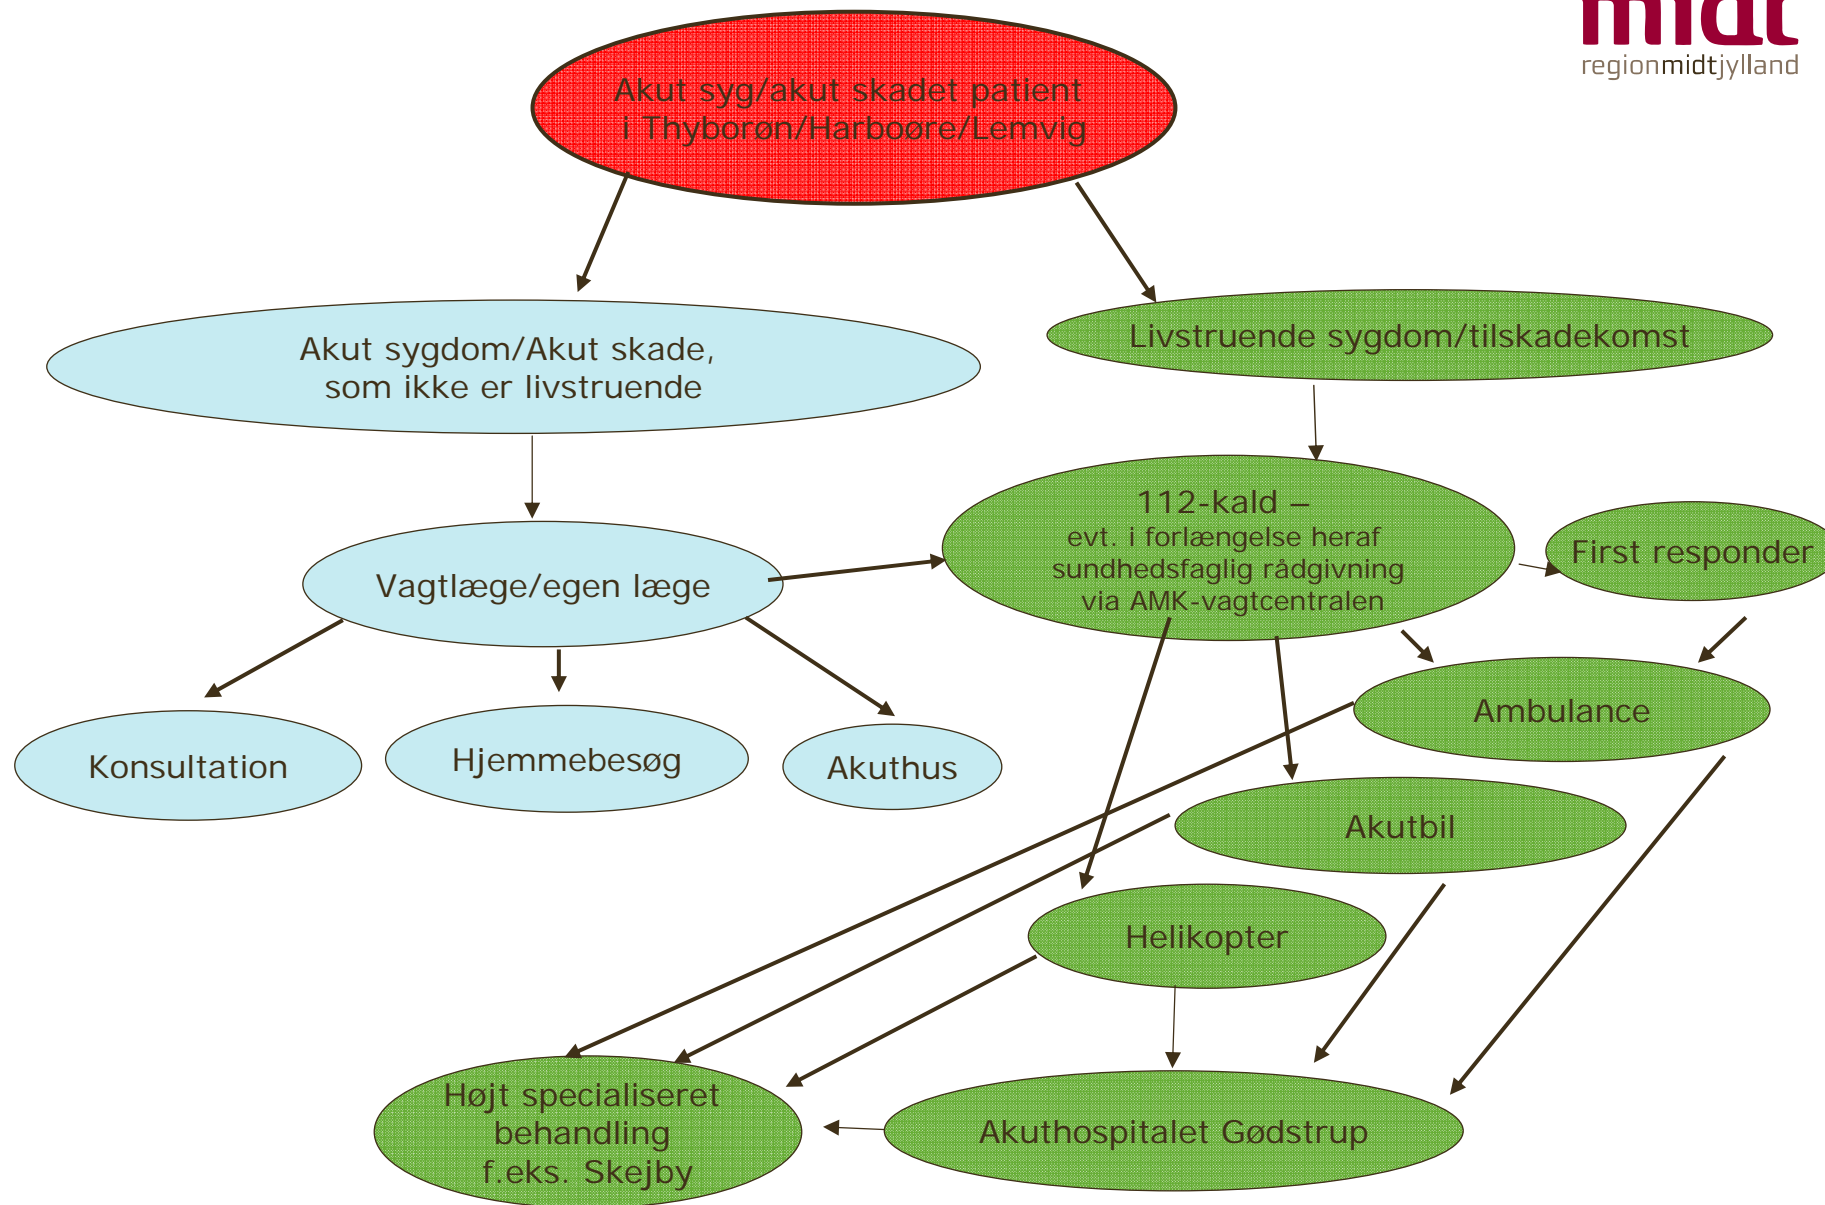 midt
regionmidtjylland
Akut syg/akut skadet patient
i Thyborøn/Harboøre/Lemvig
Akut sygdom/Akut skade,
som ikke er livstruende
Livstruende sygdom/tilskadekomst
112-kald –
evt. i forlængelse heraf
sundhedsfaglig rådgivning
via AMK-vagtcentralen
First responder
Vagtlæge/egen læge
Ambulance
Konsultation
Hjemmebesøg
Akuthus
Akutbil
Helikopter
Højt specialiseret
behandling
f.eks. Skejby
Akuthospitalet Gødstrup